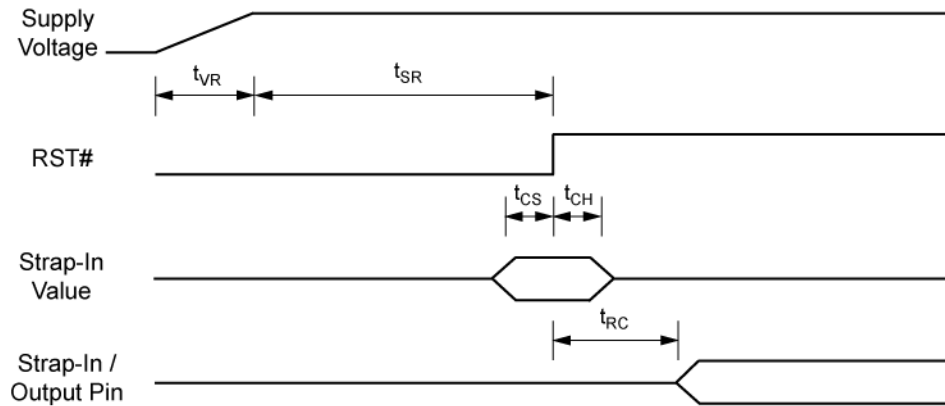 Supply
Voltage
tVR
tSR
RST#
tCS
tCH
Strap-In
Value
tRC
Strap-In /
Output Pin